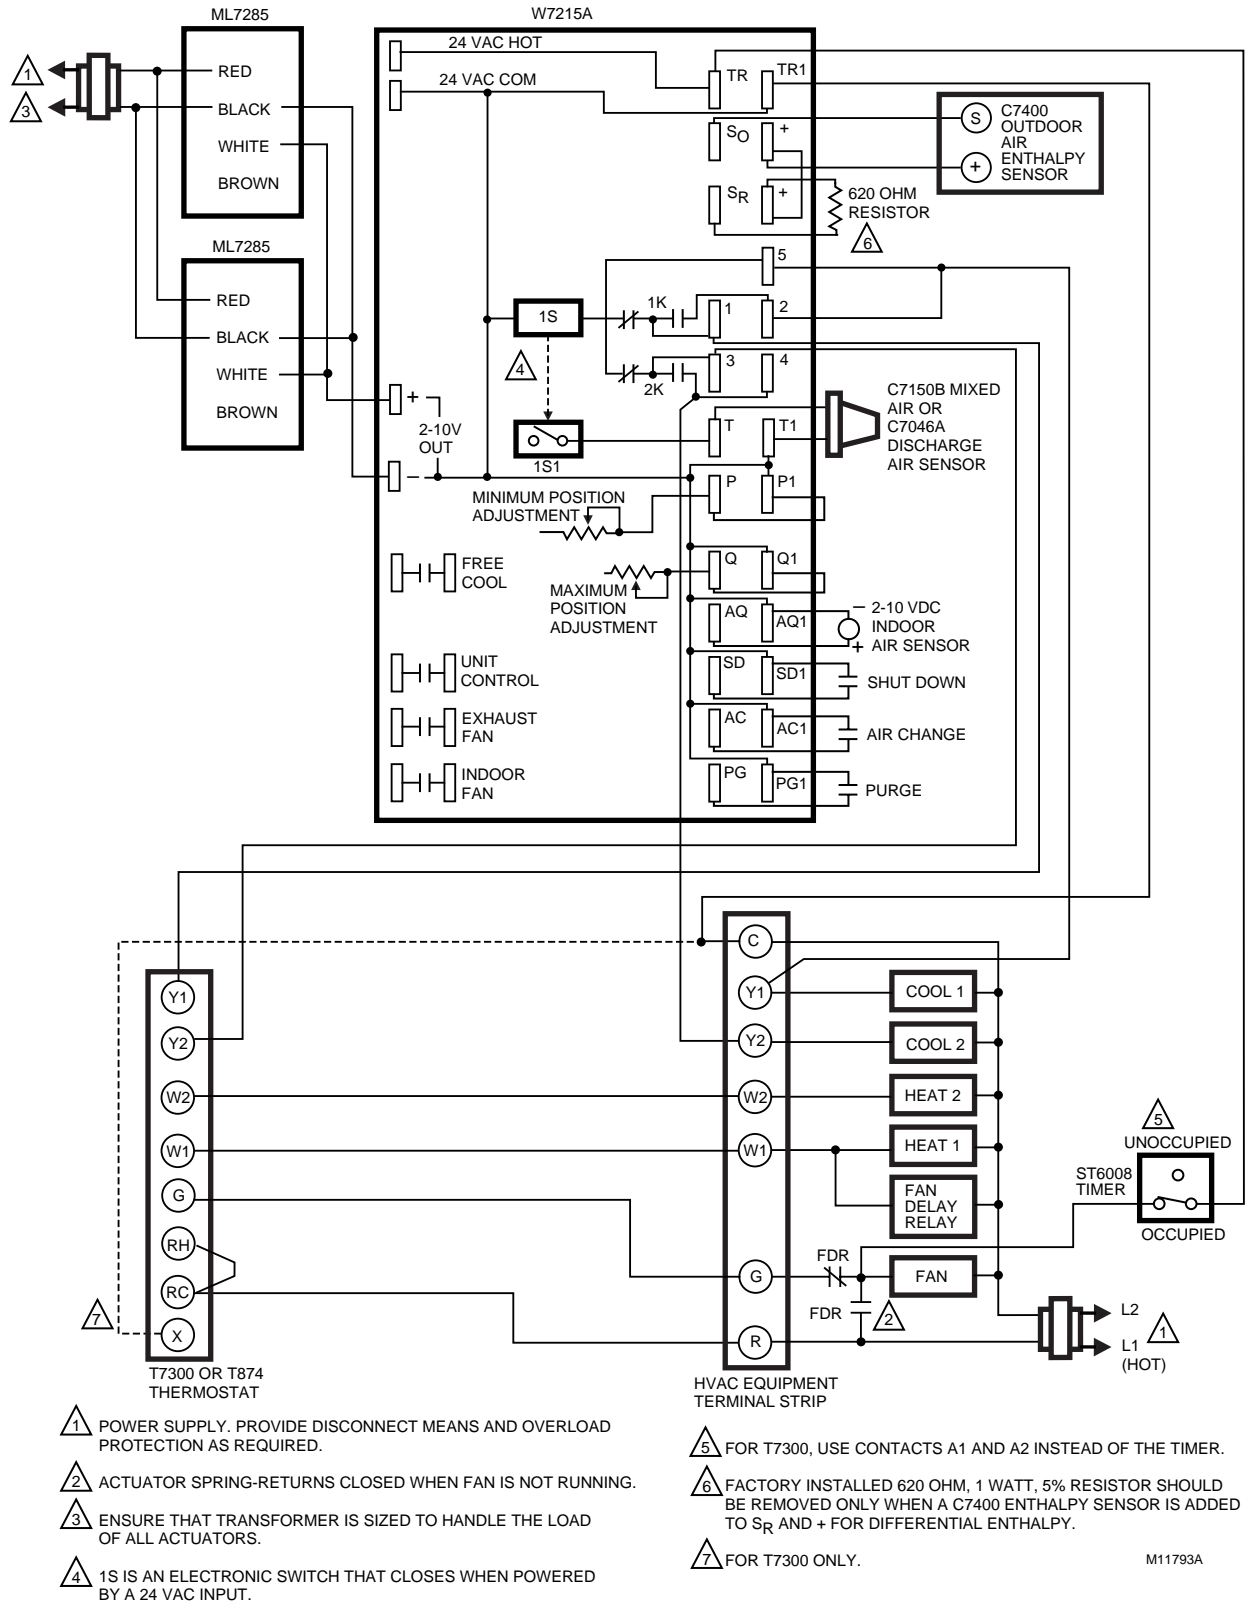 ML7285
W7215A
1
3
RED
BLACK
WHITE
BROWN
ML7285
RED
BLACK
WHITE
BROWN
24 VAC HOT
24 VAC COM
TR
TR1
SO
+
SR
+
620 OHM
RESISTOR
6
S
+
C7400
OUTDOOR
AIR
ENTHALPY
SENSOR
5
1S
1K
1
2
4
2K
3
4
+
2-10V
OUT
–
1S1
T
T1
C7150B MIXED
AIR OR
C7046A
DISCHARGE
AIR SENSOR
MINIMUM POSITION
ADJUSTMENT
P
P1
FREE
COOL
MAXIMUM
POSITION
ADJUSTMENT
Q
Q1
AQ
AQ1
– 2-10 VDC
INDOOR
+ AIR SENSOR
UNIT
CONTROL
SD
SD1
SHUT DOWN
EXHAUST
FAN
AC
AC1
AIR CHANGE
INDOOR
FAN
PG
PG1
PURGE
Y1
Y2
W2
W1
G
RH
RC
X
7
T7300 OR T874
THERMOSTAT
C
Y1
Y2
W2
W1
G
R
HVAC EQUIPMENT
TERMINAL STRIP
COOL 1
COOL 2
HEAT 2
HEAT 1
FAN
DELAY
RELAY
FDR
FAN
FDR
2
5
UNOCCUPIED
ST6008
TIMER
OCCUPIED
L2
L1
(HOT)
1
1 POWER SUPPLY. PROVIDE DISCONNECT MEANS AND OVERLOAD
PROTECTION AS REQUIRED.
2 ACTUATOR SPRING-RETURNS CLOSED WHEN FAN IS NOT RUNNING.
3 ENSURE THAT TRANSFORMER IS SIZED TO HANDLE THE LOAD
OF ALL ACTUATORS.
4 1S IS AN ELECTRONIC SWITCH THAT CLOSES WHEN POWERED
BY A 24 VAC INPUT.
5 FOR T7300, USE CONTACTS A1 AND A2 INSTEAD OF THE TIMER.
6 FACTORY INSTALLED 620 OHM, 1 WATT, 5% RESISTOR SHOULD
BE REMOVED ONLY WHEN A C7400 ENTHALPY SENSOR IS ADDED
TO SR AND + FOR DIFFERENTIAL ENTHALPY.
7 FOR T7300 ONLY.
M11793A